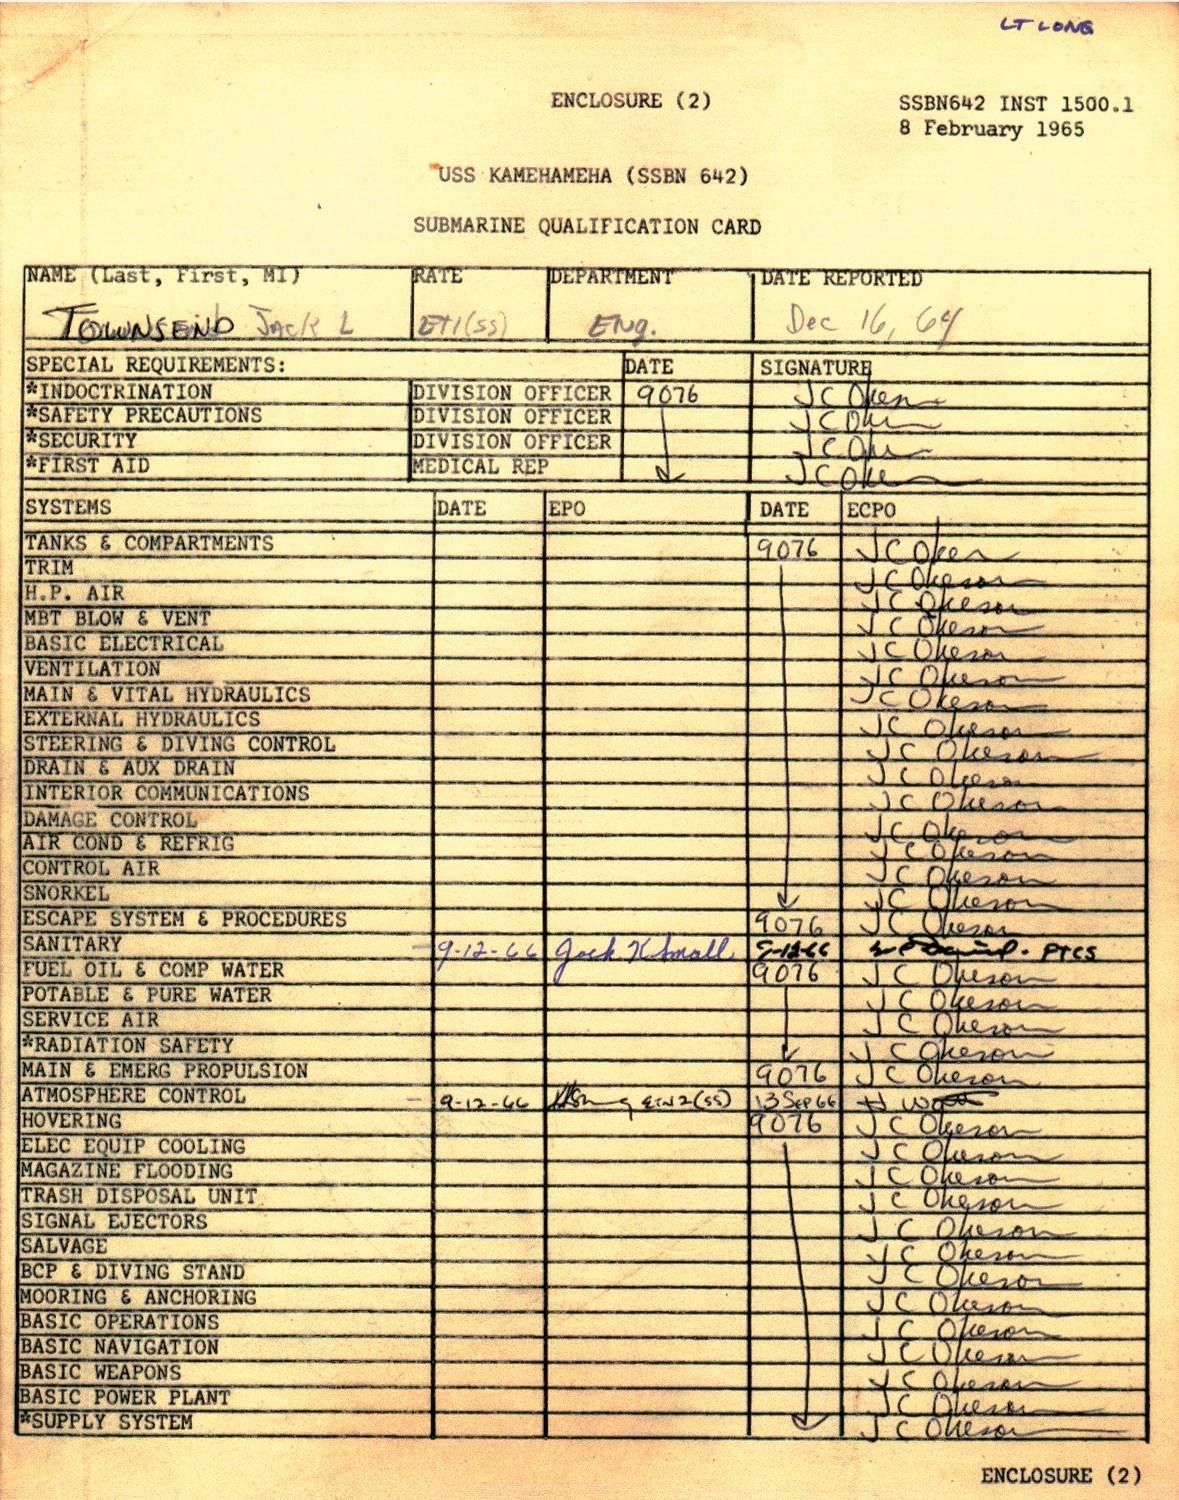 LT LONG
ENCLOSURE (2)
SSBN642 INST 1500.1
8 February 1965
USS KAMEHAMEHA (SSBN 642)
SUBMARINE QUALIFICATION CARD
NAME (Last, First, MI) RATE DEPARTMENT DATE REPORTED
TOWNSEND Jack L ET1(SS) ENg. Dec 16, 64
SPECIAL REQUIREMENTS: DATE SIGNATURE
*INDOCTRINATION DIVISION OFFICER 9076 J C Okeson
*SAFETY PRECAUTIONS DIVISION OFFICER J C Okeson
*SECURITY DIVISION OFFICER J C Okeson
*FIRST AID MEDICAL REP J C Okeson
SYSTEMS DATE EPO DATE ECPO
TANKS & COMPARTMENTS 9076 J C Okeson
TRIM J C Okeson
H.P. AIR J C Okeson
MBT BLOW & VENT J C Okeson
BASIC ELECTRICAL J C Okeson
VENTILATION J C Okeson
MAIN & VITAL HYDRAULICS J C Okeson
EXTERNAL HYDRAULICS J C Okeson
STEERING & DIVING CONTROL J C Okeson
DRAIN & AUX DRAIN J C Okeson
INTERIOR COMMUNICATIONS J C Okeson
DAMAGE CONTROL J C Okeson
AIR COND & REFRIG J C Okeson
CONTROL AIR J C Okeson
SNORKEL J C Okeson
ESCAPE SYSTEM & PROCEDURES 9076 J C Okeson
SANITARY 9-12-66 Jack K Small 9-12-66 FTCS
FUEL OIL & COMP WATER 9076 J C Okeson
POTABLE & PURE WATER J C Okeson
SERVICE AIR J C Okeson
*RADIATION SAFETY J C Okeson
MAIN & EMERG PROPULSION 9076 J C Okeson
ATMOSPHERE CONTROL 9-12-66 ETN2(SS) 13 Sep 66
HOVERING 9076 J C Okeson
ELEC EQUIP COOLING J C Okeson
MAGAZINE FLOODING J C Okeson
TRASH DISPOSAL UNIT J C Okeson
SIGNAL EJECTORS J C Okeson
SALVAGE J C Okeson
BCP & DIVING STAND J C Okeson
MOORING & ANCHORING J C Okeson
BASIC OPERATIONS J C Okeson
BASIC NAVIGATION J C Okeson
BASIC WEAPONS J C Okeson
BASIC POWER PLANT J C Okeson
*SUPPLY SYSTEM J C Okeson
ENCLOSURE (2)